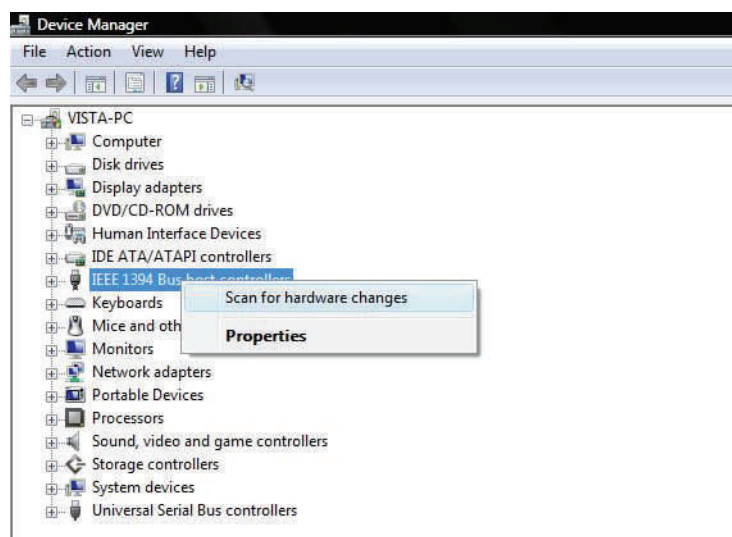 Device Manager
File Action View Help
VISTA-PC
Computer
Disk drives
Display adapters
DVD/CD-ROM drives
Human Interface Devices
IDE ATA/ATAPI controllers
IEEE 1394 Bus host controllers
Scan for hardware changes
Keyboards
Mice and oth
Properties
Monitors
Network adapters
Portable Devices
Processors
Sound, video and game controllers
Storage controllers
System devices
Universal Serial Bus controllers